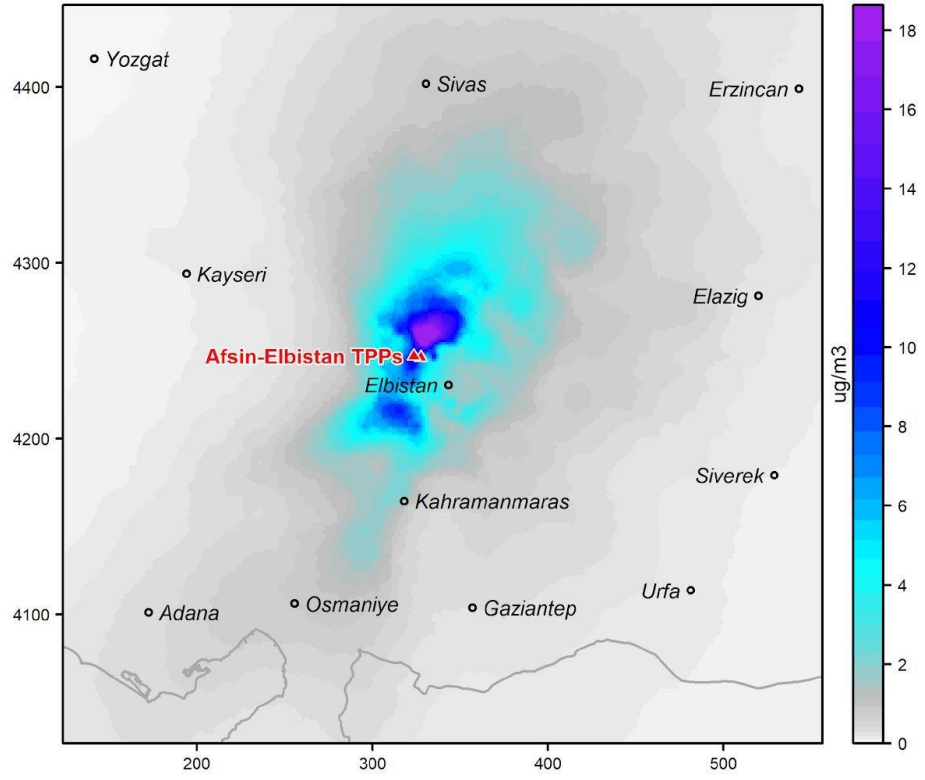 Yozgat
Sivas
Erzincan
Kayseri
Elazig
Afsin-Elbistan TPPs
Elbistan
Siverek
Kahramanmaras
Urfa
Osmaniye
Gaziantep
Adana
4400
4300
4200
4100
200
300
400
500
18
16
14
12
10
8
6
4
2
0
ug/m3